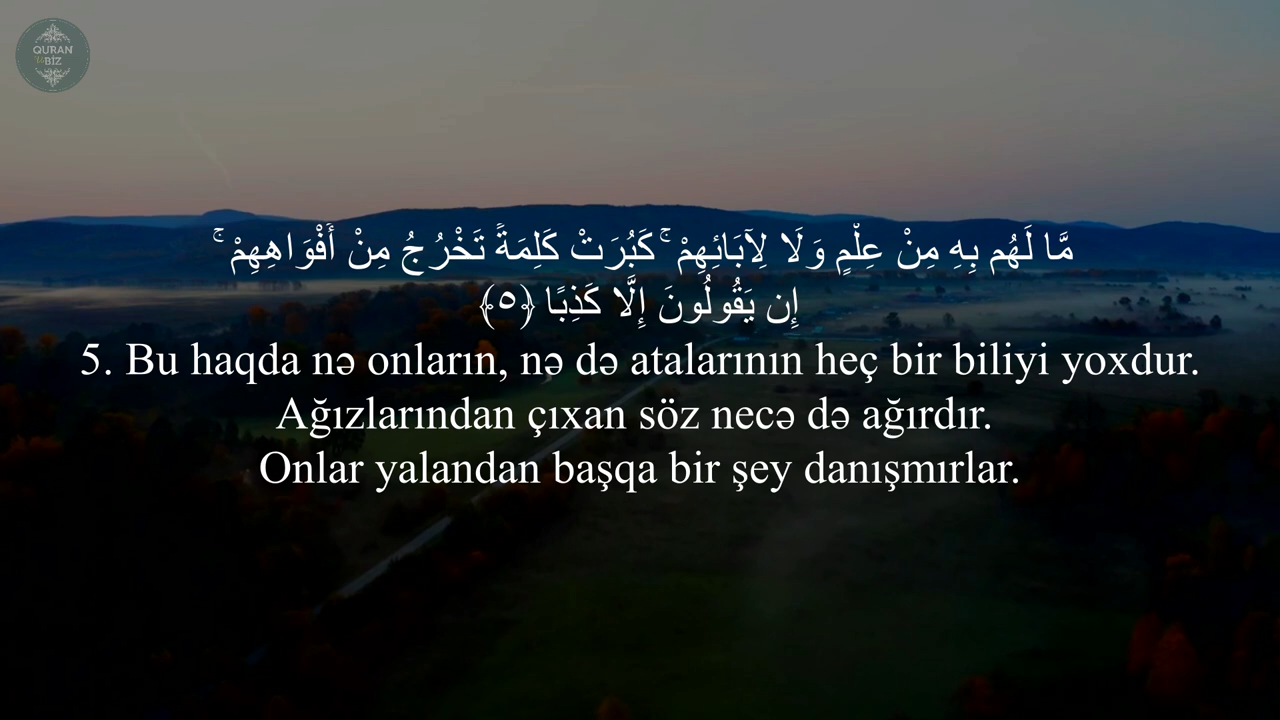 QURAN
Və BİZ
مَّا لَهُم بِهِ مِنْ عِلْمٍ وَلَا لِآبَائِهِمْ ۚ كَبُرَتْ كَلِمَةً تَخْرُجُ مِنْ أَفْوَاهِهِمْ ۚ
إِن يَقُولُونَ إِلَّا كَذِبًا ﴿٥﴾
5. Bu haqda nə onların, nə də atalarının heç bir biliyi yoxdur.
Ağızlarından çıxan söz necə də ağırdır.
Onlar yalandan başqa bir şey danışmırlar.